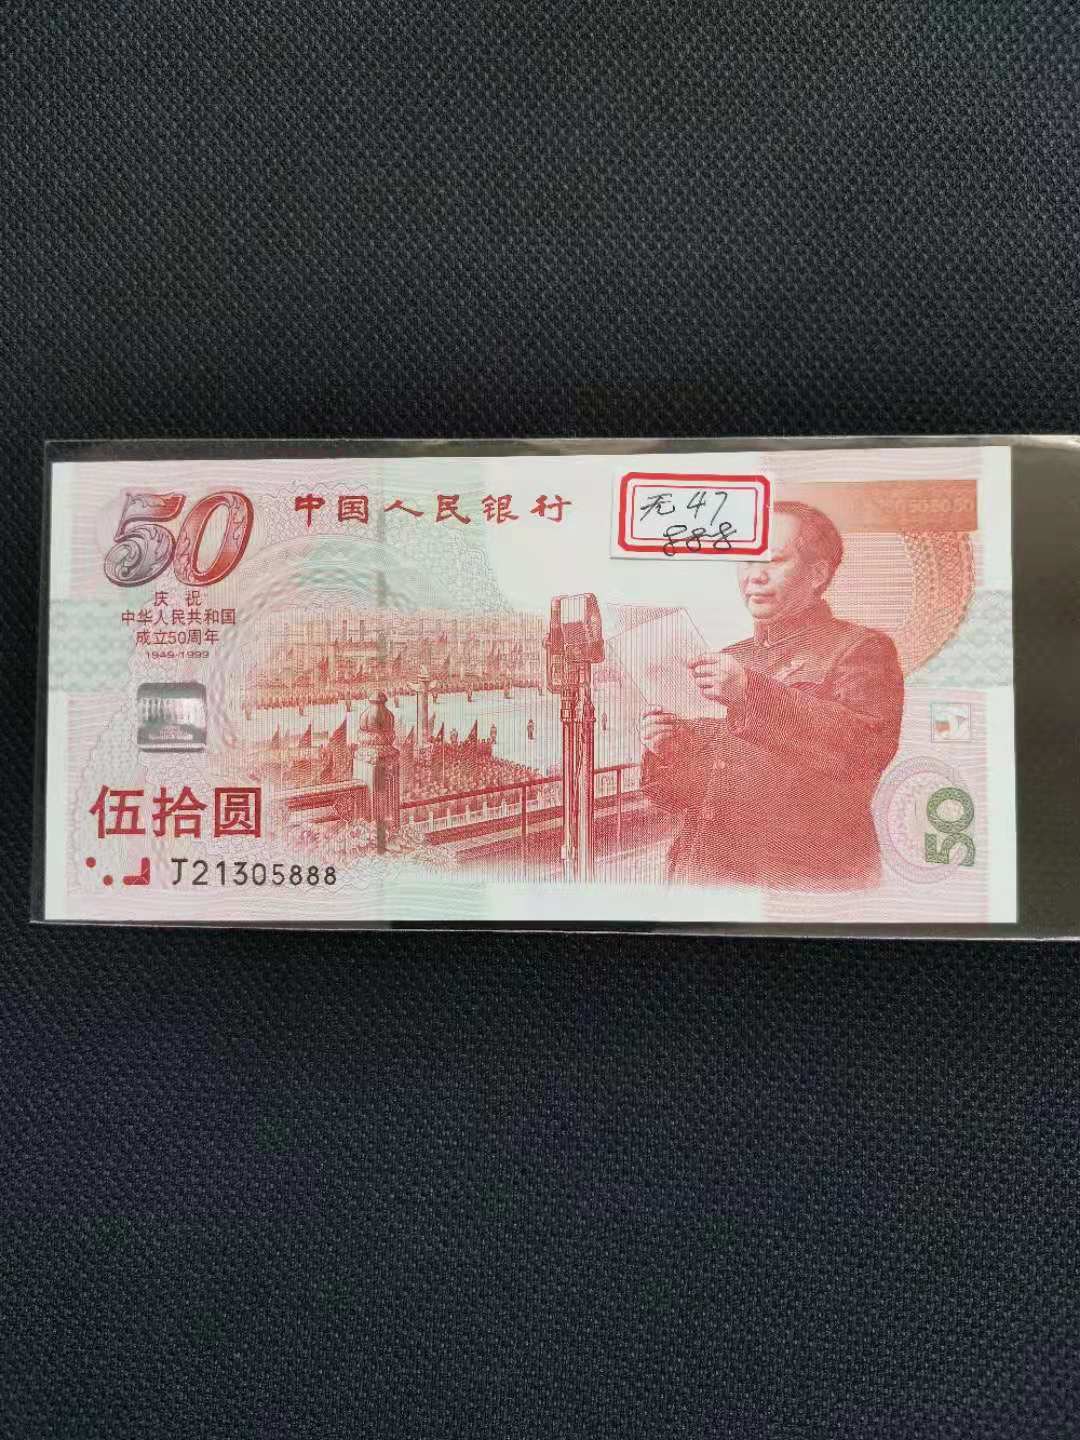 50
中国人民银行
无47
888
庆祝
中华人民共和国
成立50周年
1949-1999
伍拾圆
J21305888
50